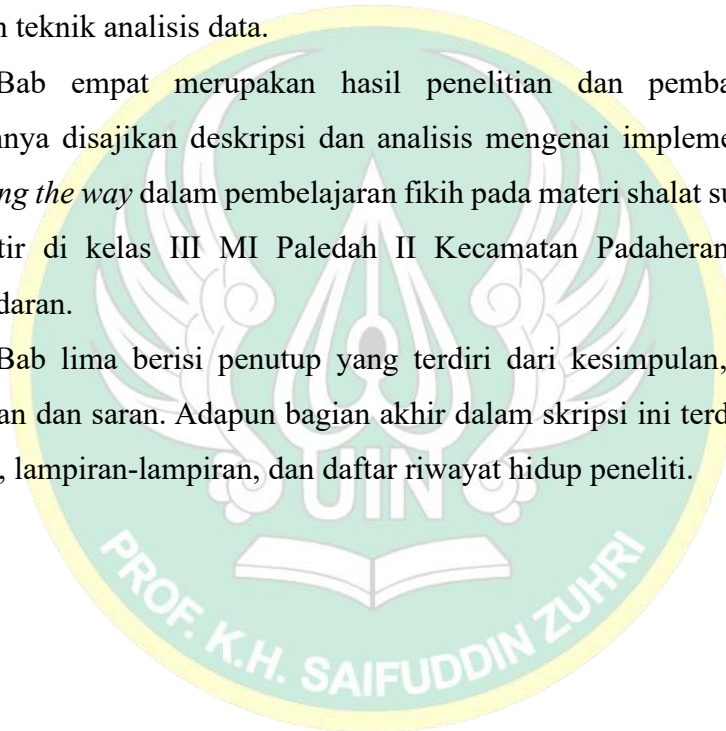 n teknik analisis data.
Bab empat merupakan hasil penelitian dan pemba
nnya disajikan deskripsi dan analisis mengenai impleme
ng the way dalam pembelajaran fikih pada materi shalat su
tir di kelas III MI Paledah II Kecamatan Padaheran
daran.
Bab lima berisi penutup yang terdiri dari kesimpulan,
an dan saran. Adapun bagian akhir dalam skripsi ini terd
, lampiran-lampiran, dan daftar riwayat hidup peneliti.
UIN
PROF. K.H. SAIFUDDIN ZUHRI